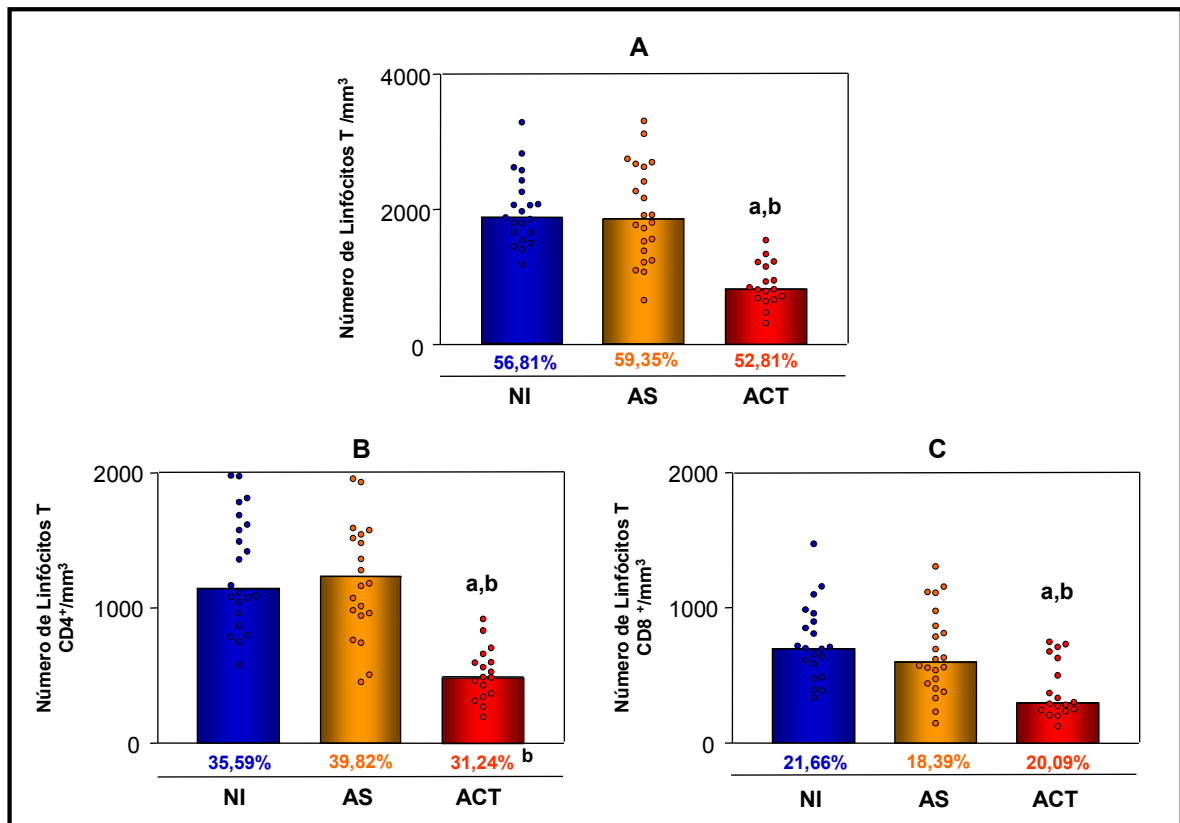 A
Número de Linfócitos T /mm³
4000
2000
0
a,b
56,81% 59,35% 52,81%
NI AS ACT
B
Número de Linfócitos T
CD4⁺/mm³
2000
1000
0
a,b
35,59% 39,82% 31,24% b
NI AS ACT
C
Número de Linfócitos T
CD8 ⁺/mm³
2000
1000
0
a,b
21,66% 18,39% 20,09%
NI AS ACT